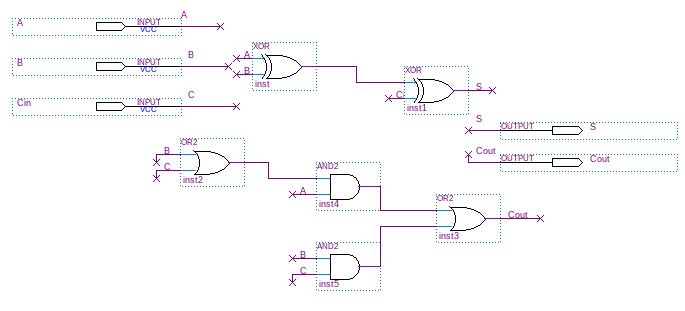 A
INPUT
VCC
A
B
INPUT
VCC
B
Cin
INPUT
VCC
C
XOR
A
B
inst
XOR
C
inst1
S
S
OUTPUT
S
Cout
OUTPUT
Cout
OR2
B
C
inst2
AND2
A
inst4
OR2
inst3
Cout
AND2
B
C
inst5